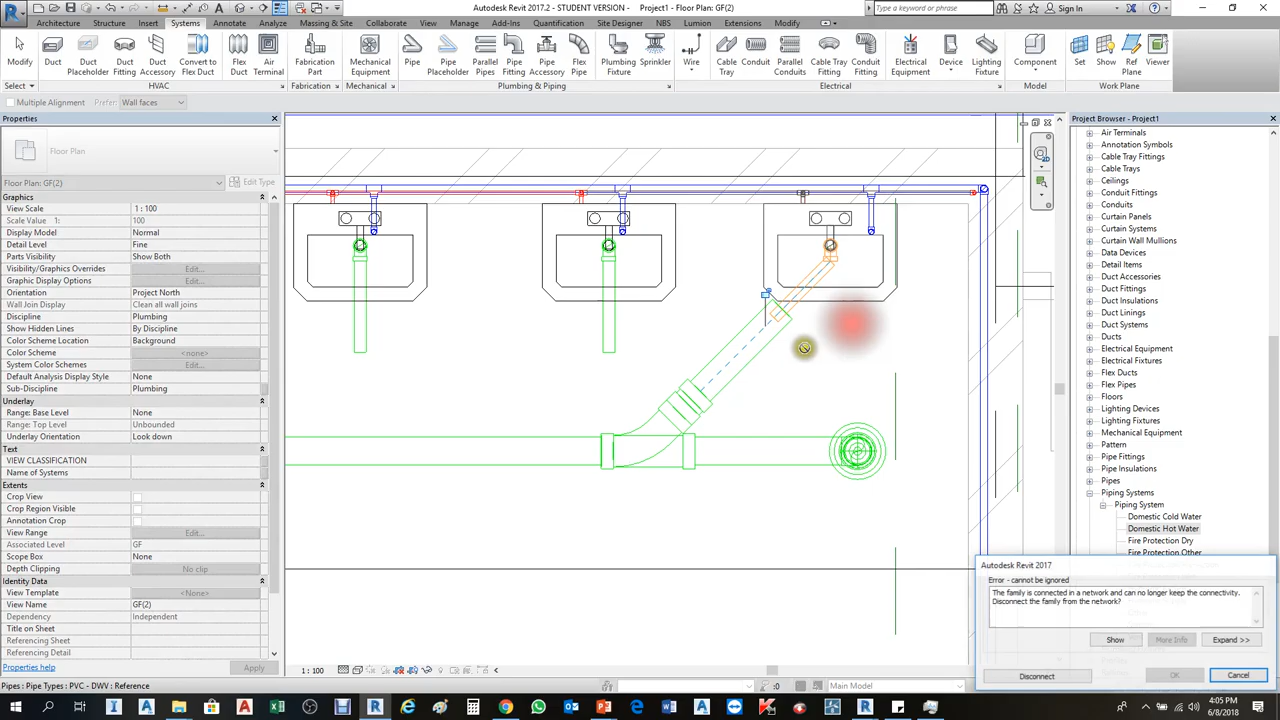 Autodesk Revit 2017.2 - STUDENT VERSION - Project1 - Floor Plan: GF(2)
Type a keyword or phrase
Sign In
Architecture Structure Insert Systems Annotate Analyze Massing & Site Collaborate View Manage Add-Ins Quantification Site Designer NBS Lumion Extensions Modify
Modify
Duct
Duct Placeholder
Duct Fitting
Duct Accessory
Convert to Flex Duct
Flex Duct
Air Terminal
Fabrication Part
Mechanical Equipment
Pipe
Pipe Placeholder
Parallel Pipes
Pipe Fitting
Pipe Accessory
Flex Pipe
Plumbing Fixture
Sprinkler
Wire
Cable Tray
Conduit
Parallel Conduits
Cable Tray Fitting
Conduit Fitting
Electrical Equipment
Device
Lighting Fixture
Component
Set
Show
Ref Plane
Viewer
Select HVAC Fabrication Mechanical Plumbing & Piping Electrical Model Work Plane
Multiple Alignment Prefer: Wall faces
Properties
Floor Plan
Floor Plan: GF(2) Edit Type
Graphics
View Scale 1 : 100
Scale Value 1: 100
Display Model Normal
Detail Level Fine
Parts Visibility Show Both
Visibility/Graphics Overrides Edit...
Graphic Display Options Edit...
Orientation Project North
Wall Join Display Clean all wall joins
Discipline Plumbing
Show Hidden Lines By Discipline
Color Scheme Location Background
Color Scheme <none>
System Color Schemes Edit...
Default Analysis Display Style None
Sub-Discipline Plumbing
Underlay
Range: Base Level None
Range: Top Level Unbounded
Underlay Orientation Look down
Text
VIEW CLASSIFICATION
Name of Systems
Extents
Crop View
Crop Region Visible
Annotation Crop
View Range Edit...
Associated Level GF
Scope Box None
Depth Clipping No clip
Identity Data
View Template <None>
View Name GF(2)
Dependency Independent
Title on Sheet
Referencing Sheet
Referencing Detail
Properties help Apply
Project Browser - Project1
Air Terminals
Annotation Symbols
Cable Tray Fittings
Cable Trays
Ceilings
Conduit Fittings
Conduits
Curtain Panels
Curtain Systems
Curtain Wall Mullions
Data Devices
Detail Items
Duct Accessories
Duct Fittings
Duct Insulations
Duct Linings
Duct Systems
Ducts
Electrical Equipment
Electrical Fixtures
Flex Ducts
Flex Pipes
Floors
Lighting Devices
Lighting Fixtures
Mechanical Equipment
Pattern
Pipe Fittings
Pipe Insulations
Pipes
Piping Systems
Piping System
Domestic Cold Water
Domestic Hot Water
Fire Protection Dry
Fire Protection Other
Autodesk Revit 2017
Error - cannot be ignored
The family is connected in a network and can no longer keep the connectivity.
Disconnect the family from the network?
Show More Info Expand >>
Disconnect OK Cancel
1 : 100
Pipes : Pipe Types : PVC - DWV : Reference
:0
Main Model
4:05 PM
6/8/2018